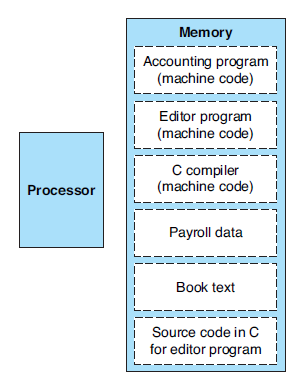 Memory
Accounting program
(machine code)
Editor program
(machine code)
C compiler
(machine code)
Processor
Payroll data
Book text
Source code in C
for editor program